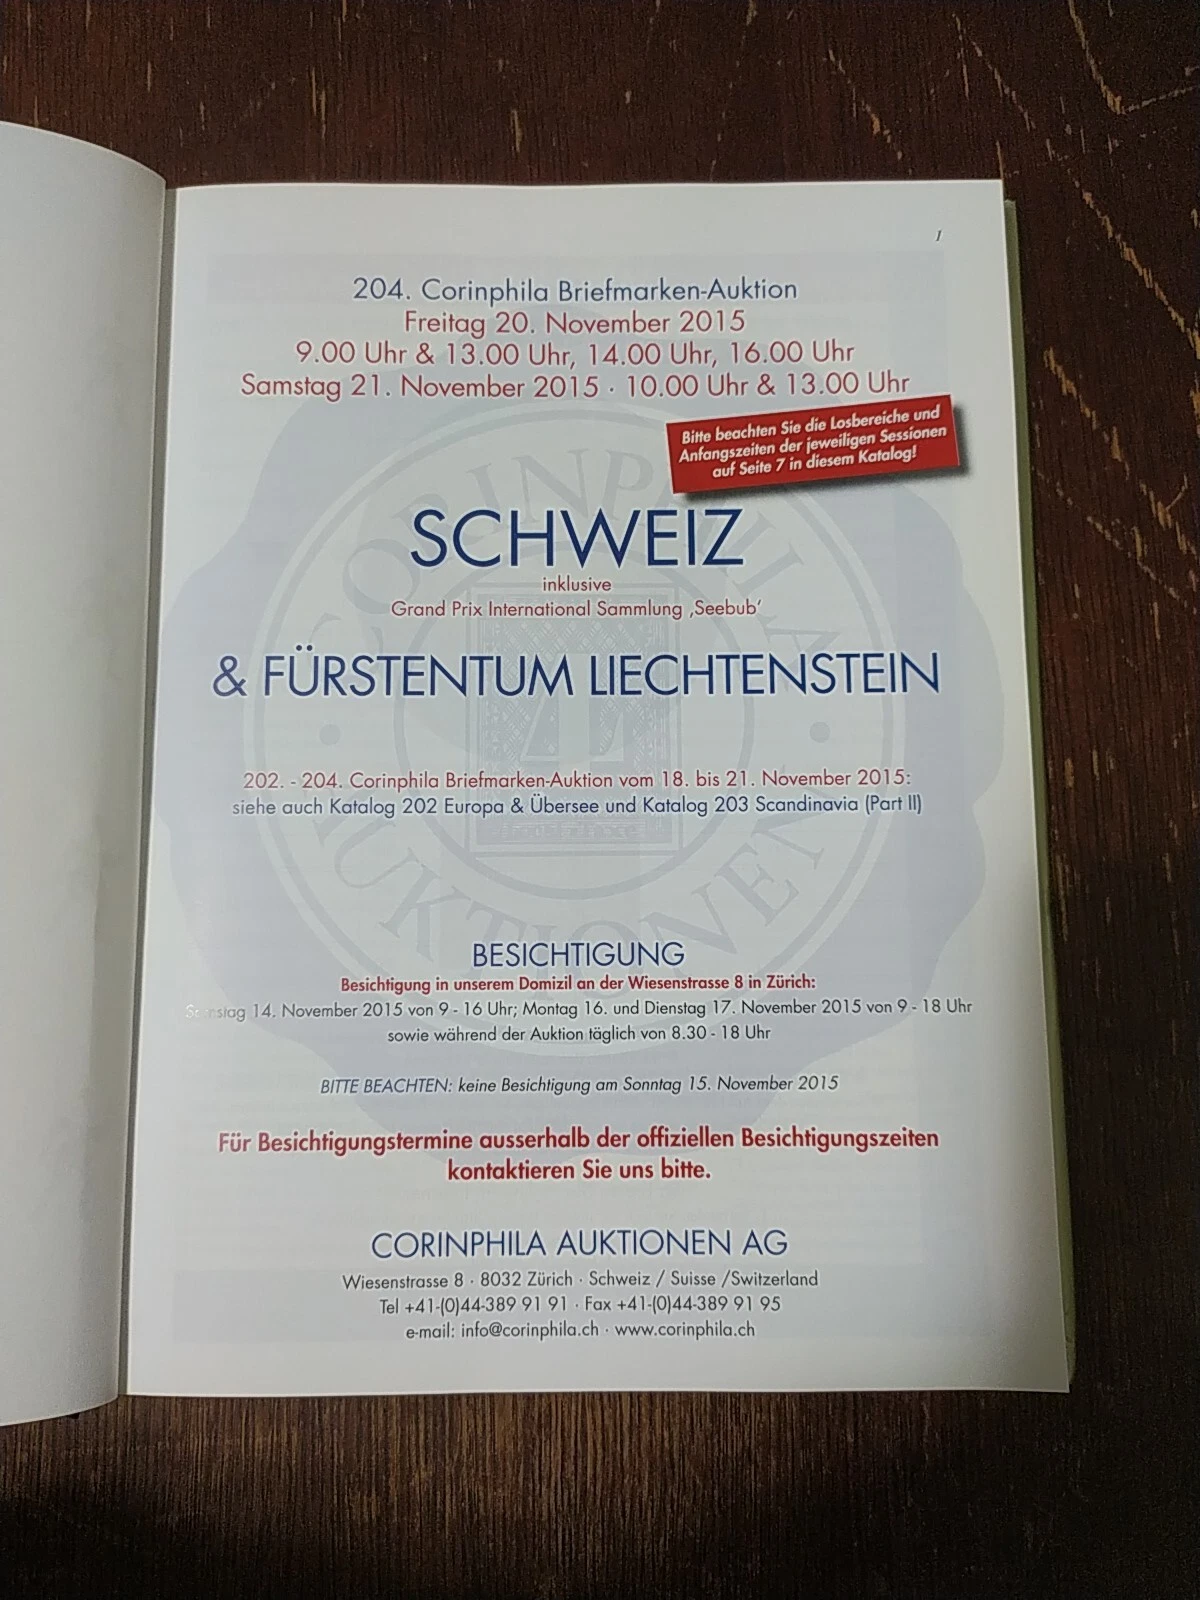 1
204. Corinphila Briefmarken-Auktion
Freitag 20. November 2015
9.00 Uhr & 13.00 Uhr, 14.00 Uhr, 16.00 Uhr
Samstag 21. November 2015 · 10.00 Uhr & 13.00 Uhr
Bitte beachten Sie die Losbereiche und
Anfangszeiten der jeweiligen Sessionen
auf Seite 7 in diesem Katalog!
CORINPHILA
SCHWEIZ
inklusive
Grand Prix International Sammlung ‚Seebub‘
& FÜRSTENTUM LIECHTENSTEIN
202. - 204. Corinphila Briefmarken-Auktion vom 18. bis 21. November 2015:
siehe auch Katalog 202 Europa & Übersee und Katalog 203 Scandinavia (Part II)
AUKTIONEN
BESICHTIGUNG
Besichtigung in unserem Domizil an der Wiesenstrasse 8 in Zürich:
14. November 2015 von 9 - 16 Uhr; Montag 16. und Dienstag 17. November 2015 von 9 - 18 Uhr
sowie während der Auktion täglich von 8.30 - 18 Uhr
BITTE BEACHTEN: keine Besichtigung am Sonntag 15. November 2015
Für Besichtigungstermine ausserhalb der offiziellen Besichtigungszeiten
kontaktieren Sie uns bitte.
CORINPHILA AUKTIONEN AG
Wiesenstrasse 8 · 8032 Zürich · Schweiz / Suisse /Switzerland
Tel +41-(0)44-389 91 91 · Fax +41-(0)44-389 91 95
e-mail: info@corinphila.ch · www.corinphila.ch